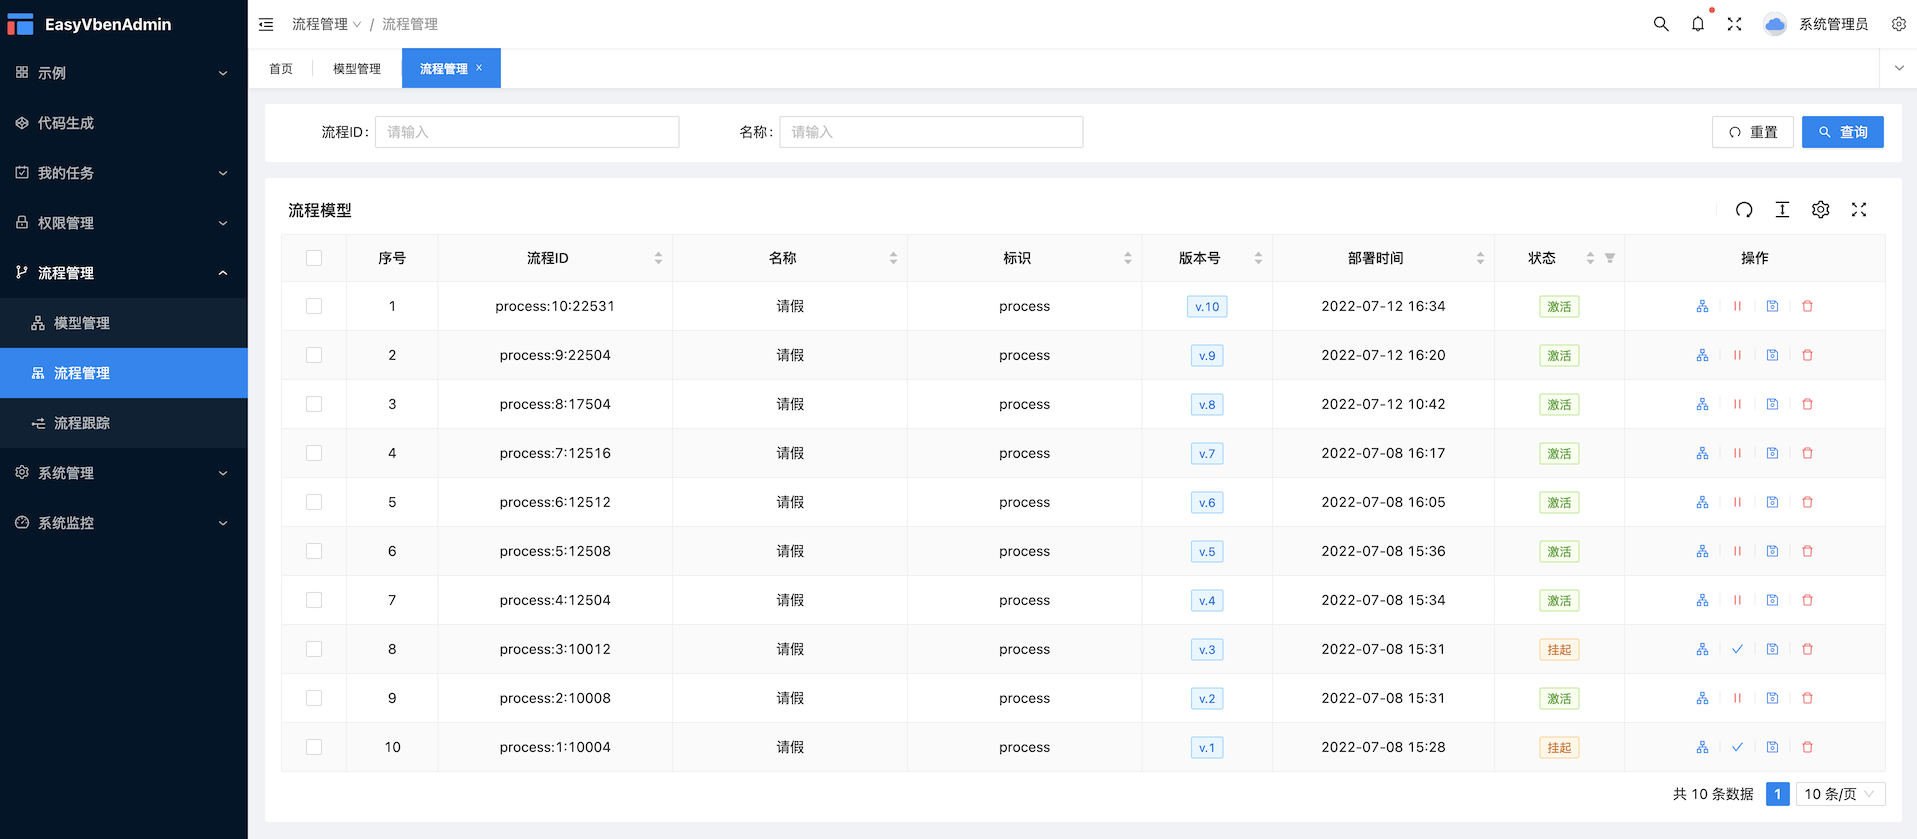 EasyVbenAdmin
示例
代码生成
我的任务
权限管理
流程管理
模型管理
流程管理
流程跟踪
系统管理
系统监控
流程管理 / 流程管理
系统管理员
首页 模型管理 流程管理 ×
流程ID: 请输入 名称: 请输入 重置 查询
流程模型
序号 流程ID 名称 标识 版本号 部署时间 状态 操作
1 process:10:22531 请假 process v.10 2022-07-12 16:34 激活
2 process:9:22504 请假 process v.9 2022-07-12 16:20 激活
3 process:8:17504 请假 process v.8 2022-07-12 10:42 激活
4 process:7:12516 请假 process v.7 2022-07-08 16:17 激活
5 process:6:12512 请假 process v.6 2022-07-08 16:05 激活
6 process:5:12508 请假 process v.5 2022-07-08 15:36 激活
7 process:4:12504 请假 process v.4 2022-07-08 15:34 激活
8 process:3:10012 请假 process v.3 2022-07-08 15:31 挂起
9 process:2:10008 请假 process v.2 2022-07-08 15:31 激活
10 process:1:10004 请假 process v.1 2022-07-08 15:28 挂起
共 10 条数据 1 10 条/页